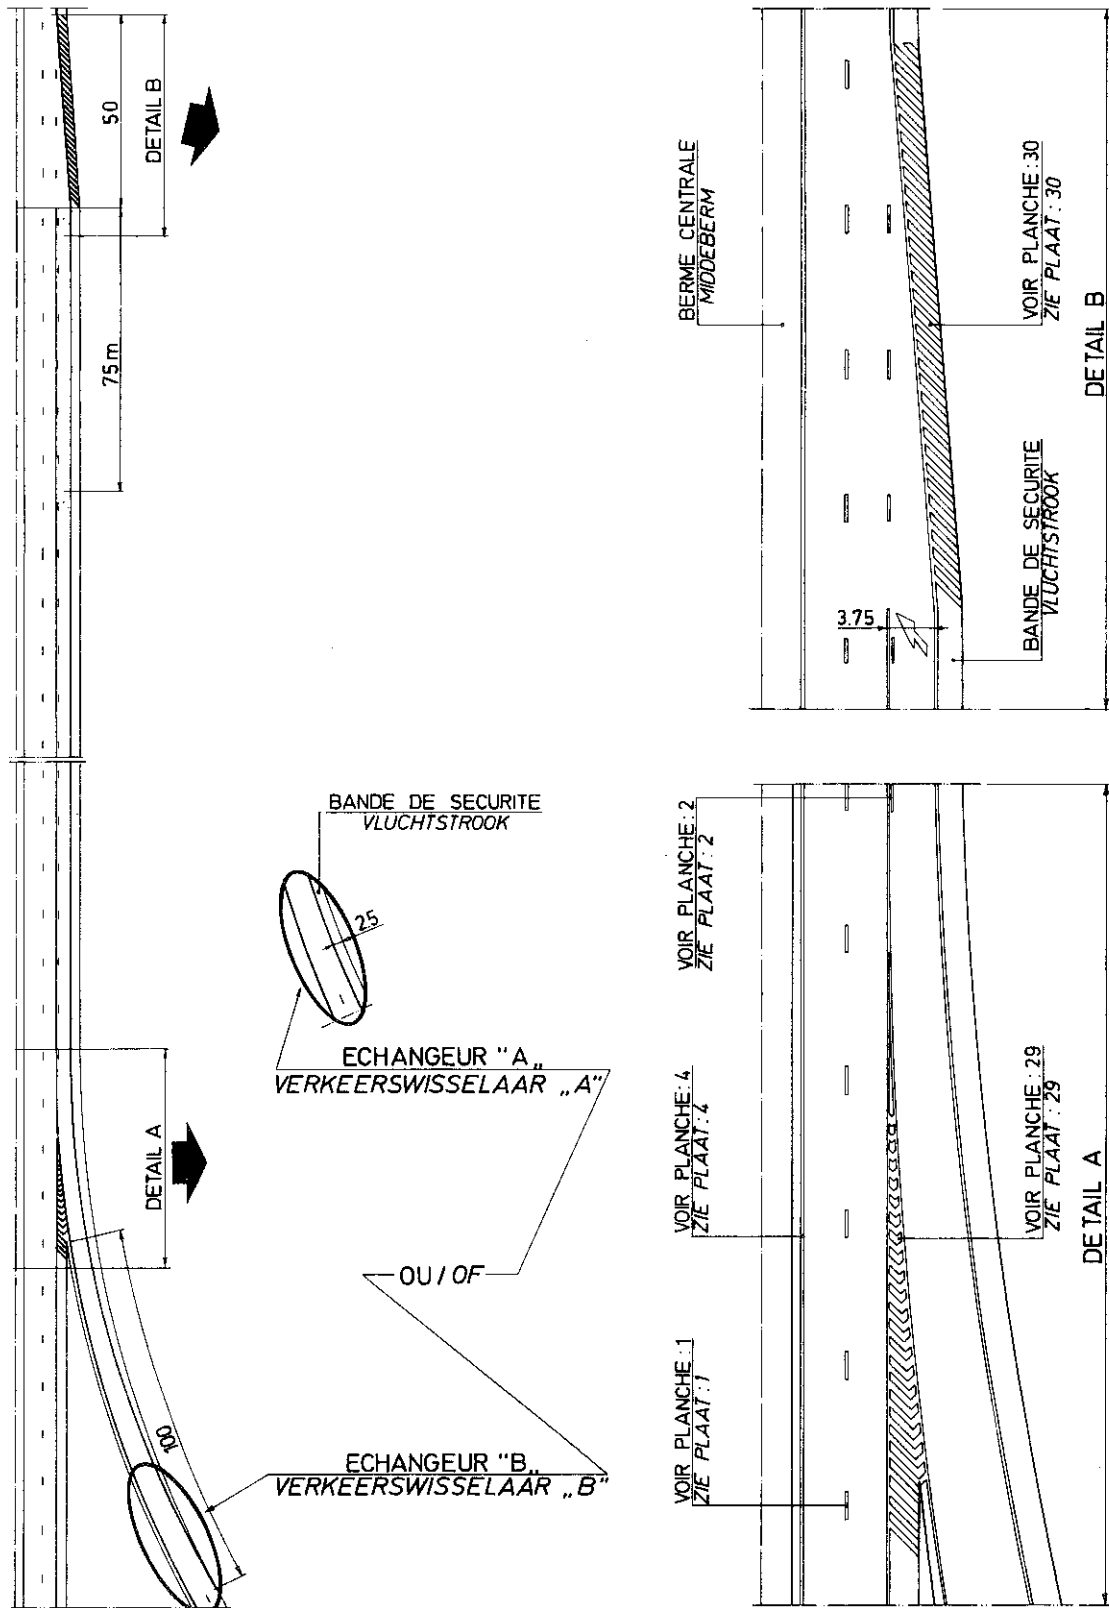 50
DETAIL B
75m
BERME CENTRALE
MIDDEBERM
VOIR PLANCHE : 30
ZIE PLAAT : 30
DETAIL B
3.75
BANDE DE SECURITE
VLUCHTSTROOK
BANDE DE SECURITE
VLUCHTSTROOK
25
ECHANGEUR "A„
VERKEERSWISSELAAR „A"
DETAIL A
OU / OF
100
ECHANGEUR "B„
VERKEERSWISSELAAR „B"
VOIR PLANCHE : 2
ZIE PLAAT : 2
VOIR PLANCHE : 4
ZIE PLAAT : 4
VOIR PLANCHE : 29
ZIE PLAAT : 29
DETAIL A
VOIR PLANCHE : 1
ZIE PLAAT : 1